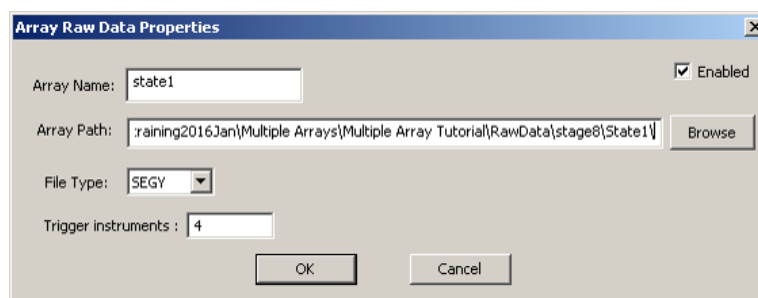 Array Raw Data Properties
Array Name: state1
Enabled
Array Path: :raining2016Jan\Multiple Arrays\Multiple Array Tutorial\RawData\stage8\State1\
Browse
File Type: SEGY
Trigger instruments : 4
OK
Cancel